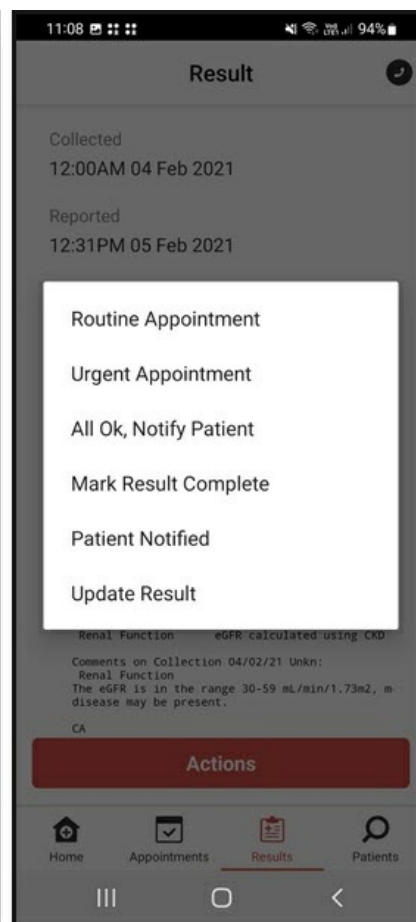 11:08 94%
Result
Collected
12:00AM 04 Feb 2021
Reported
12:31PM 05 Feb 2021
Routine Appointment
Urgent Appointment
All Ok, Notify Patient
Mark Result Complete
Patient Notified
Update Result
Renal Function eGFR calculated using CKD
Comments on Collection 04/02/21 Unkn:
Renal Function
The eGFR is in the range 30-59 mL/min/1.73m2, m
disease may be present.
CA
Actions
Home Appointments Results Patients